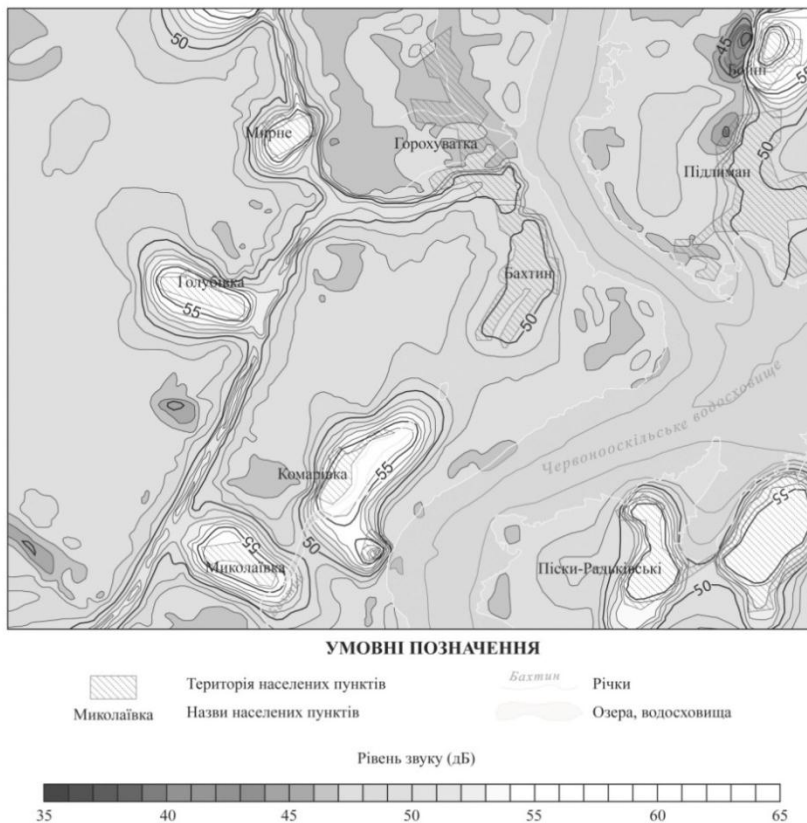 50
45
Бойні
55
Мирне
Горохуватка
50
Підлиман
Голубівка
55
Бахтин
50
Червонооскільське водосховище
Комарівка
55
55
50
55
Миколаївка
Піски-Радьківські
50
УМОВНІ ПОЗНАЧЕННЯ
Територія населених пунктів
Бахтин
Річки
Миколаївка
Назви населених пунктів
Озера, водосховища
Рівень звуку (дБ)
35 40 45 50 55 60 65